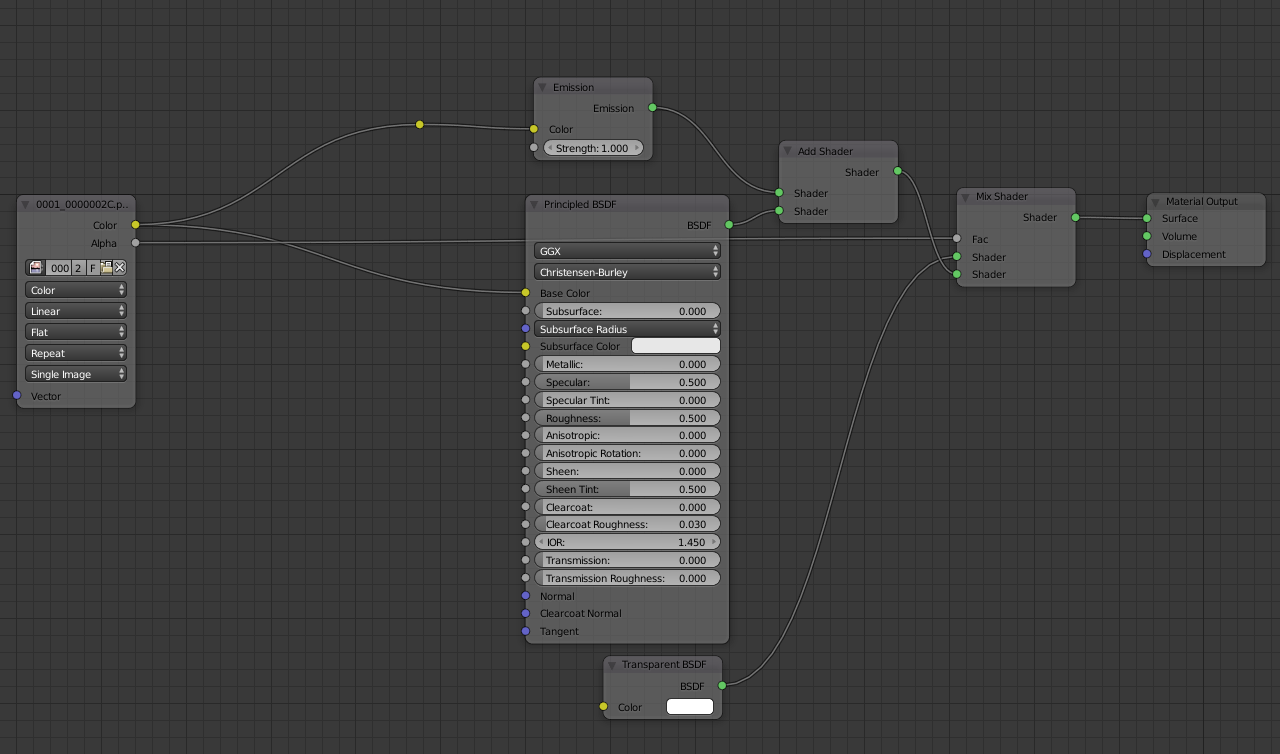 Emission
Emission
Color
Strength: 1.000
0001_0000002C.p..
Color
Alpha
000 2 F
Color
Linear
Flat
Repeat
Single Image
Vector
Principled BSDF
BSDF
GGX
Christensen-Burley
Base Color
Subsurface: 0.000
Subsurface Radius
Subsurface Color
Metallic: 0.000
Specular: 0.500
Specular Tint: 0.000
Roughness: 0.500
Anisotropic: 0.000
Anisotropic Rotation: 0.000
Sheen: 0.000
Sheen Tint: 0.500
Clearcoat: 0.000
Clearcoat Roughness: 0.030
IOR: 1.450
Transmission: 0.000
Transmission Roughness: 0.000
Normal
Clearcoat Normal
Tangent
Transparent BSDF
BSDF
Color
Add Shader
Shader
Shader
Shader
Mix Shader
Shader
Fac
Shader
Shader
Material Output
Surface
Volume
Displacement